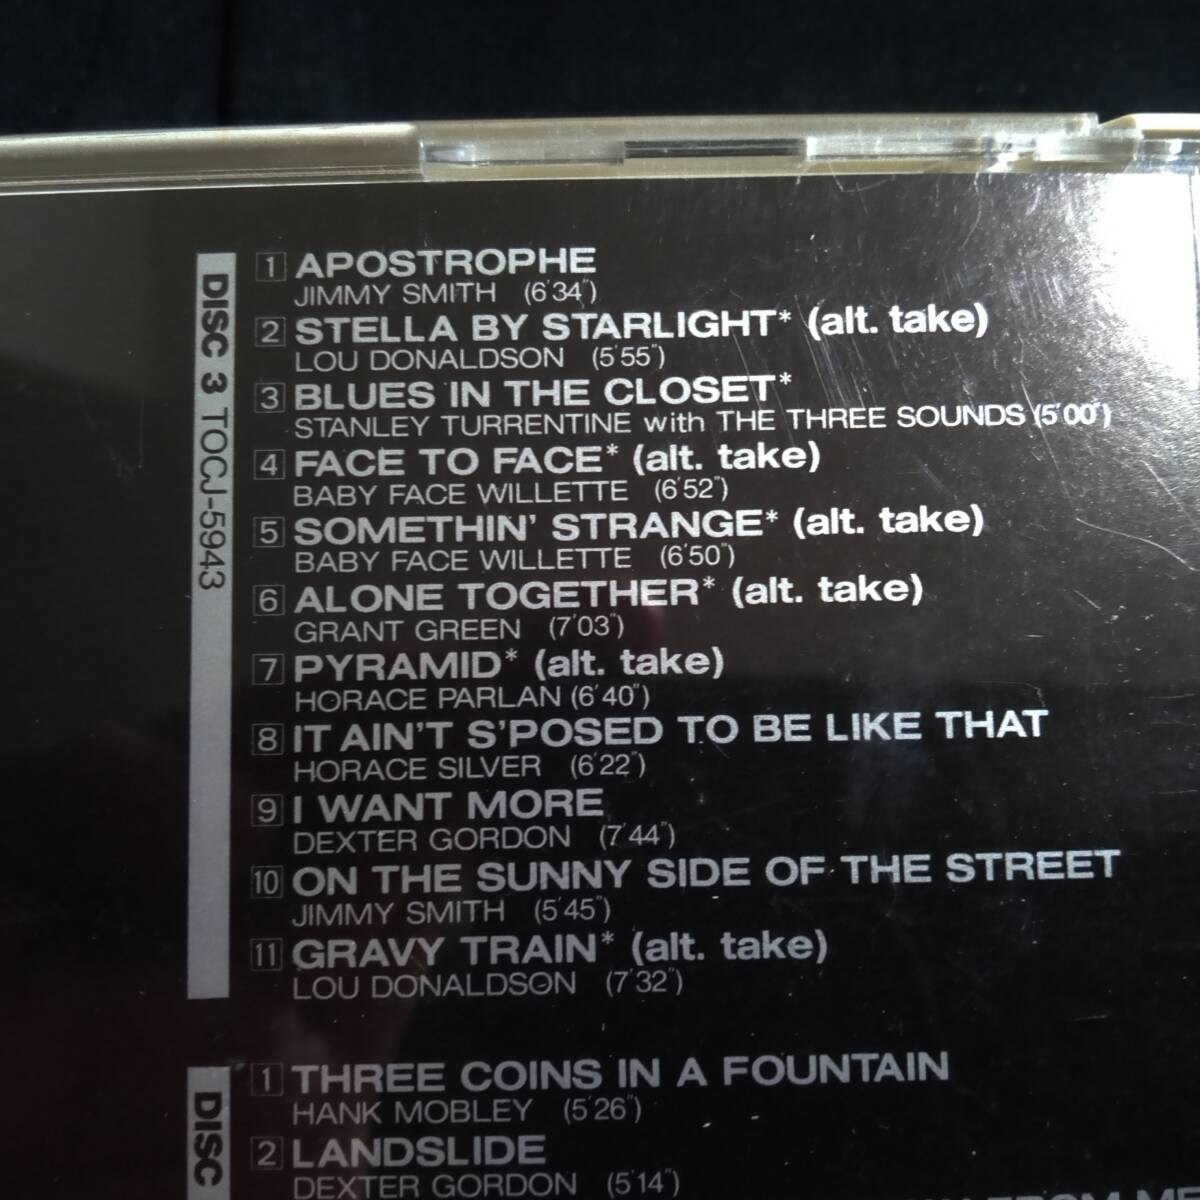 DISC 3 TOCJ-5943
1 APOSTROPHE
JIMMY SMITH (6'34")
2 STELLA BY STARLIGHT* (alt. take)
LOU DONALDSON (5'55")
3 BLUES IN THE CLOSET*
STANLEY TURRENTINE with THE THREE SOUNDS (5'00")
4 FACE TO FACE* (alt. take)
BABY FACE WILLETTE (6'52")
5 SOMETHIN' STRANGE* (alt. take)
BABY FACE WILLETTE (6'50")
6 ALONE TOGETHER* (alt. take)
GRANT GREEN (7'03")
7 PYRAMID* (alt. take)
HORACE PARLAN (6'40")
8 IT AIN'T S'POSED TO BE LIKE THAT
HORACE SILVER (6'22")
9 I WANT MORE
DEXTER GORDON (7'44")
10 ON THE SUNNY SIDE OF THE STREET
JIMMY SMITH (5'45")
11 GRAVY TRAIN* (alt. take)
LOU DONALDSON (7'32")
DISC
1 THREE COINS IN A FOUNTAIN
HANK MOBLEY (5'26")
2 LANDSLIDE
DEXTER GORDON (5'14")